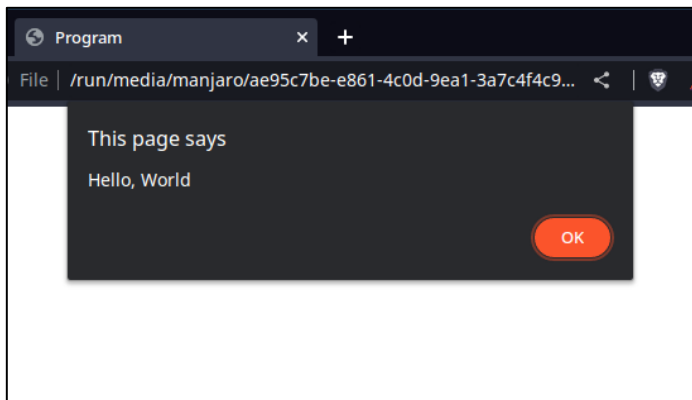 Program
File | /run/media/manjaro/ae95c7be-e861-4c0d-9ea1-3a7c4f4c9...
This page says
Hello, World
OK